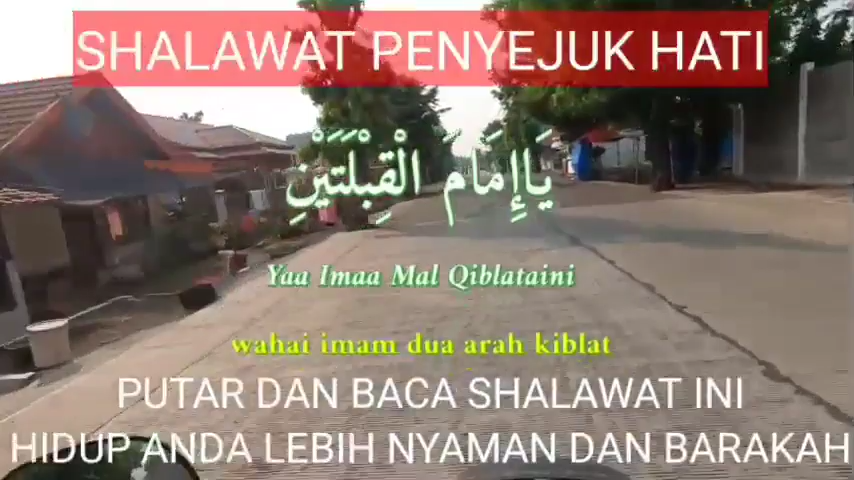 SHALAWAT PENYEJUK HATI
يَاإِمَامَ الْقِبْلَتَيْنِ
Yaa Imaa Mal Qiblataini
wahai imam dua arah kiblat
PUTAR DAN BACA SHALAWAT INI
HIDUP ANDA LEBIH NYAMAN DAN BARAKAH